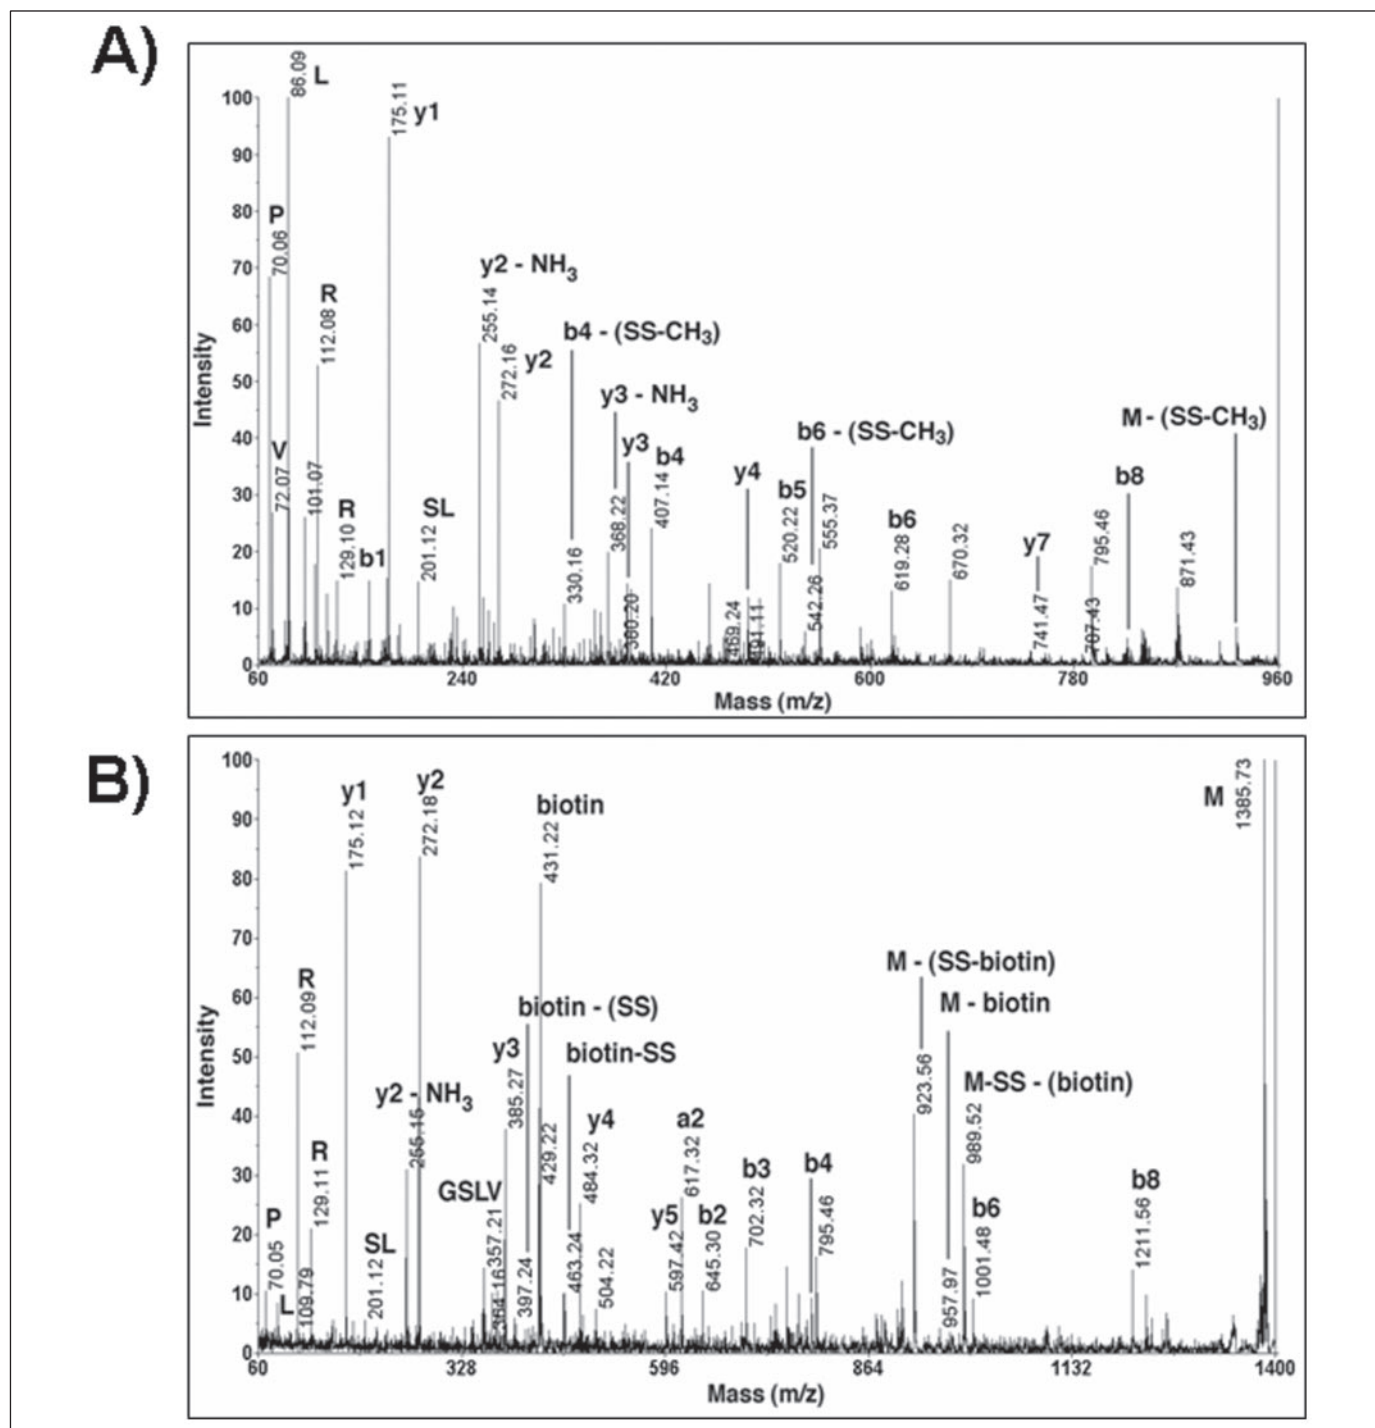 A)
86.09 L
175.11 y1
P
70.06
R
112.08
y2 - NH3
255.14
272.16 y2
b4 - (SS-CH3)
y3 - NH3
368.22
y3
b4
407.14
330.16
V
72.07
101.07
R
129.10
b1
SL
201.12
380.20
y4
469.24
491.11
b5
520.22
b6 - (SS-CH3)
542.26
555.37
b6
619.28
670.32
y7
741.47
795.46
797.43
b8
871.43
M - (SS-CH3)
Intensity
100
90
80
70
60
50
40
30
20
10
0
60 240 420 600 780 960
Mass (m/z)
B)
y1
175.12
y2
272.18
biotin
431.22
M 1385.73
R
112.09
y2 - NH3
255.15
biotin - (SS)
y3
385.27
biotin-SS
429.22
y4
484.32
M - (SS-biotin)
M - biotin
923.56
M-SS - (biotin)
989.52
R
129.11
P
70.05
L
109.79
SL
201.12
GSLV
357.21
364.16
397.24
463.24
504.22
y5
597.42
a2
617.32
b2
645.30
b3
702.32
b4
795.46
957.97
b6
1001.48
b8
1211.56
Intensity
100
90
80
70
60
50
40
30
20
10
0
60 328 596 864 1132 1400
Mass (m/z)